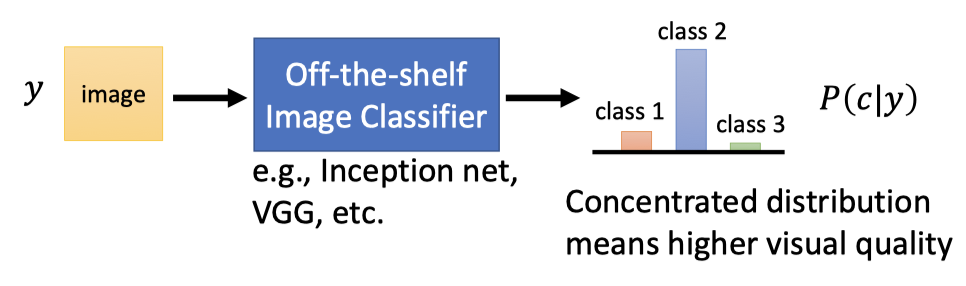 y
image
Off-the-shelf
Image Classifier
e.g., Inception net,
VGG, etc.
class 1
class 2
class 3
P(c|y)
Concentrated distribution
means higher visual quality